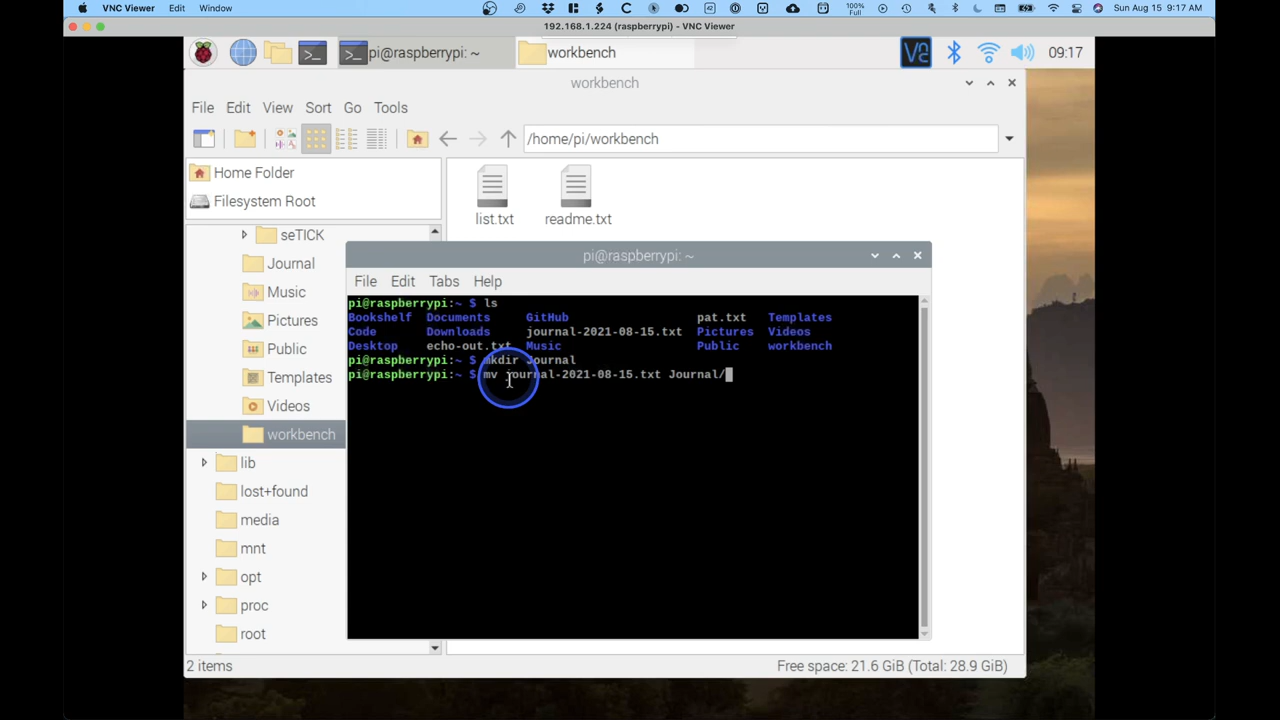 VNC Viewer Edit Window 100% Full Sun Aug 15 9:17 AM
192.168.1.224 (raspberrypi) - VNC Viewer
pi@raspberrypi: ~ workbench 09:17
workbench
File Edit View Sort Go Tools
/home/pi/workbench
Home Folder
Filesystem Root
list.txt readme.txt
seTICK
Journal
Music
Pictures
Public
Templates
Videos
workbench
lib
lost+found
media
mnt
opt
proc
root
pi@raspberrypi: ~
File Edit Tabs Help
pi@raspberrypi:~ $ ls
Bookshelf Documents GitHub pat.txt Templates
Code Downloads journal-2021-08-15.txt Pictures Videos
Desktop echo-out.txt Music Public workbench
pi@raspberrypi:~ $ mkdir Journal
pi@raspberrypi:~ $ mv journal-2021-08-15.txt Journal/
2 items Free space: 21.6 GiB (Total: 28.9 GiB)